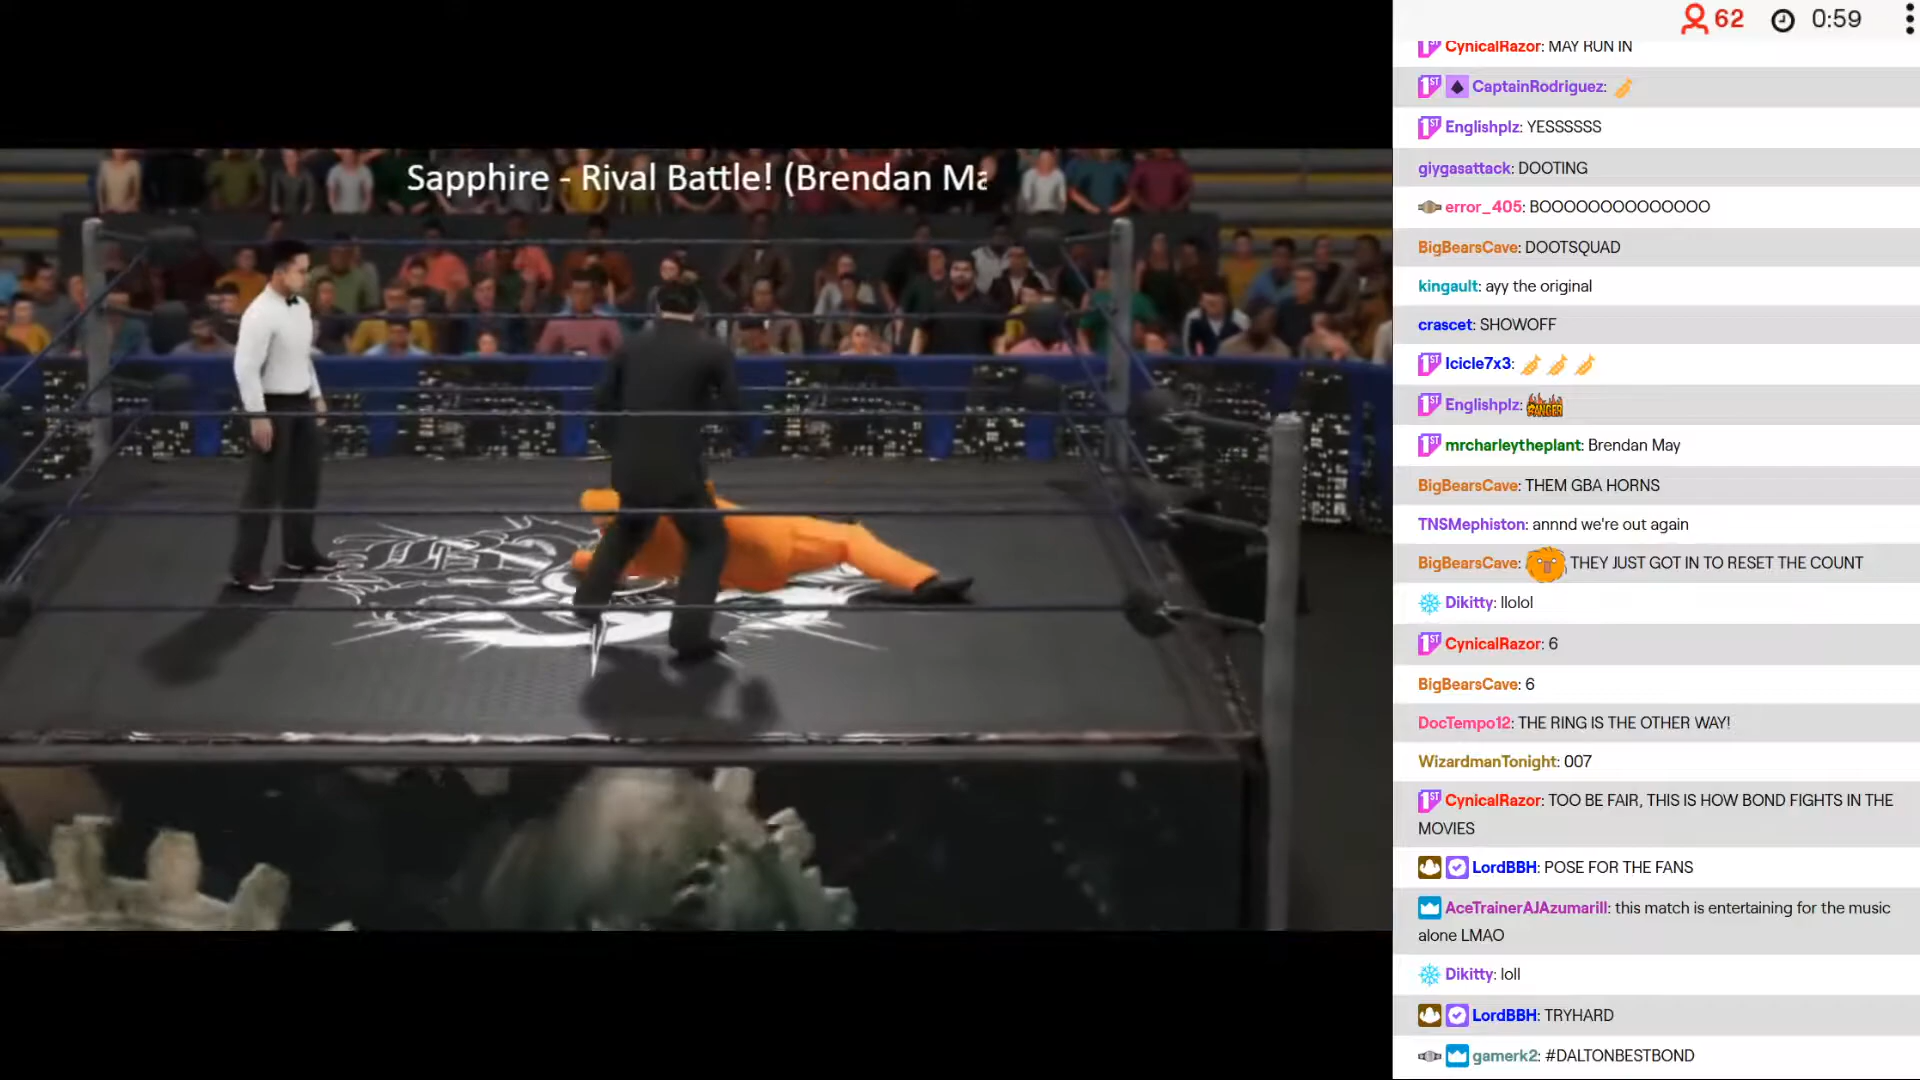 Sapphire - Rival Battle! (Brendan Ma
62
0:59
CynicalRazor: MAY RUN IN
CaptainRodriguez:
Englishplz: YESSSSSS
giygasattack: DOOTING
error_405: BOOOOOOOOOOOOOO
BigBearsCave: DOOTSQUAD
kingault: ayy the original
crascet: SHOWOFF
Icicle7x3:
Englishplz: #ANGER
mrcharleytheplant: Brendan May
BigBearsCave: THEM GBA HORNS
TNSMephiston: annnd we're out again
BigBearsCave: THEY JUST GOT IN TO RESET THE COUNT
Dikitty: llolol
CynicalRazor: 6
BigBearsCave: 6
DocTempo12: THE RING IS THE OTHER WAY!
WizardmanTonight: 007
CynicalRazor: TOO BE FAIR, THIS IS HOW BOND FIGHTS IN THE
MOVIES
LordBBH: POSE FOR THE FANS
AceTrainerAJAzumarill: this match is entertaining for the music
alone LMAO
Dikitty: loll
LordBBH: TRYHARD
gamerk2: #DALTONBESTBOND